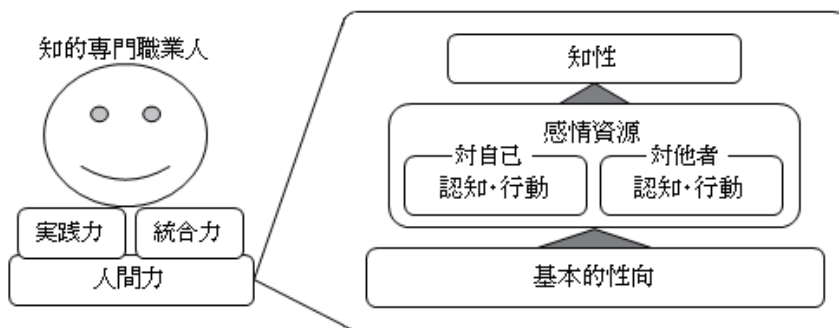 知的専門職業人
実践力
統合力
人間力
知性
感情資源
対自己
認知・行動
対他者
認知・行動
基本的性向